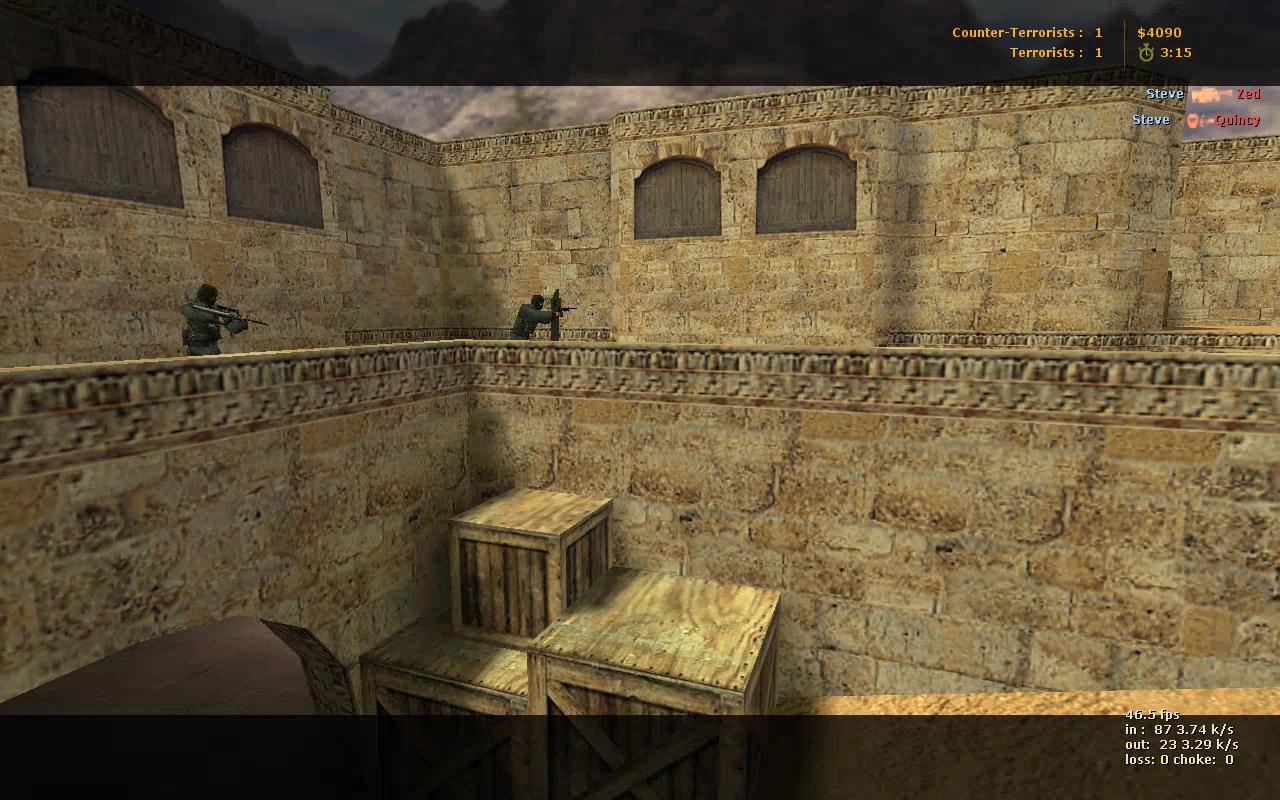 Counter-Terrorists : 1 $4090
Terrorists : 1 3:15
Steve Zed
Steve Quincy
46.5 fps
in : 87 3.74 k/s
out: 23 3.29 k/s
loss: 0 choke: 0